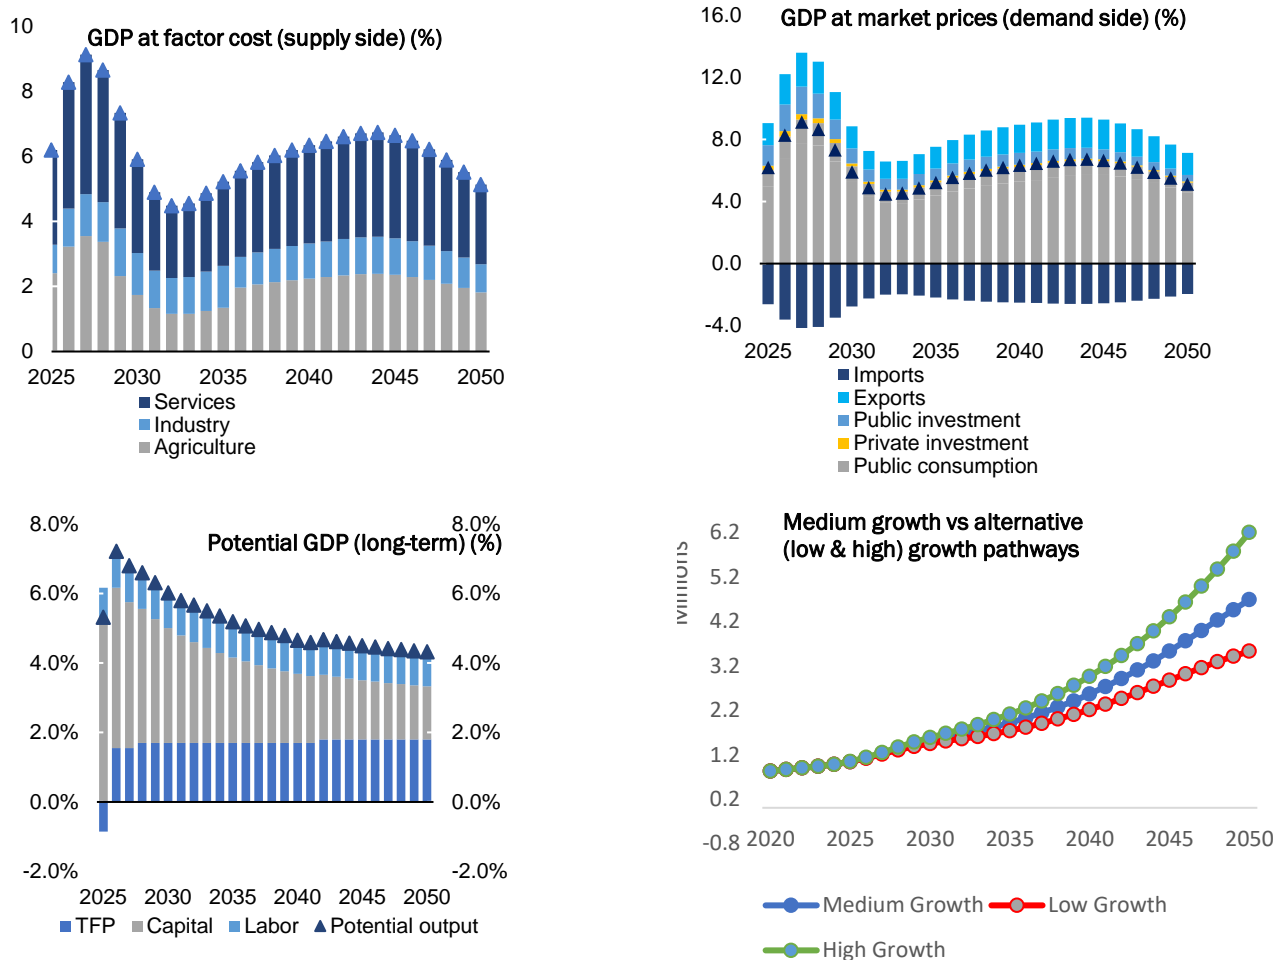 GDP at factor cost (supply side) (%)
10
8
6
4
2
0
2025 2030 2035 2040 2045 2050
Services
Industry
Agriculture
GDP at market prices (demand side) (%)
16.0
12.0
8.0
4.0
0.0
-4.0
2025 2030 2035 2040 2045 2050
Imports
Exports
Public investment
Private investment
Public consumption
Potential GDP (long-term) (%)
8.0% 8.0%
6.0% 6.0%
4.0% 4.0%
2.0% 2.0%
0.0% 0.0%
-2.0% -2.0%
2025 2030 2035 2040 2045 2050
TFP Capital Labor Potential output
Medium growth vs alternative
(low & high) growth pathways
Millions
6.2
5.2
4.2
3.2
2.2
1.2
0.2
-0.8
2020 2025 2030 2035 2040 2045 2050
Medium Growth Low Growth
High Growth